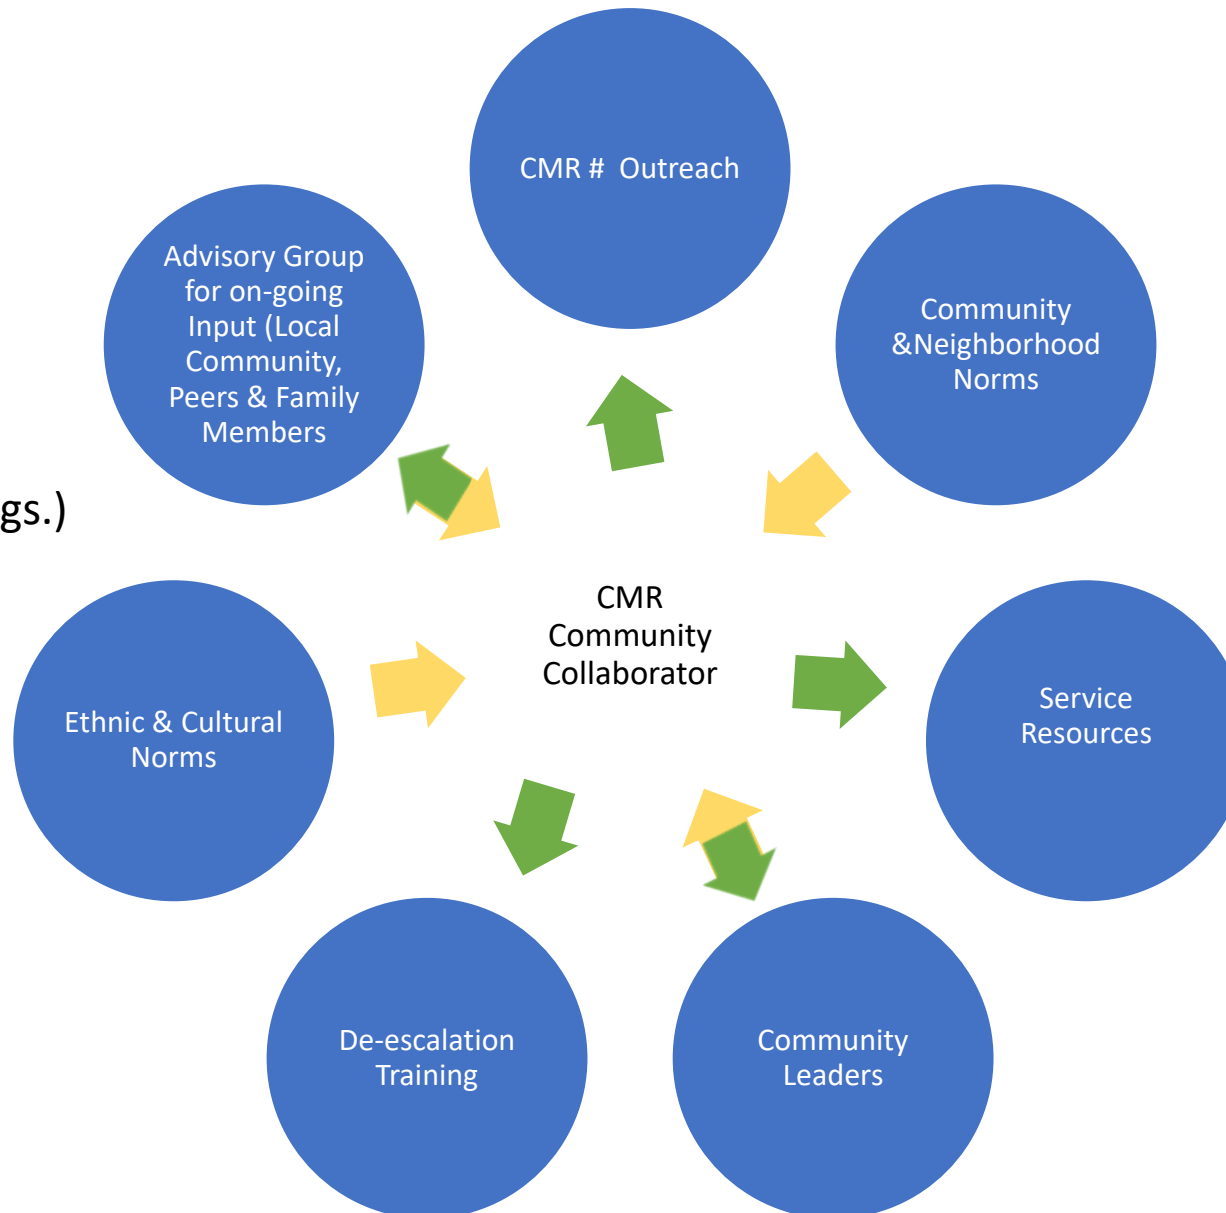 CMR # Outreach
Advisory Group
for on-going
Input (Local
Community,
Peers & Family
Members
Community
&Neighborhood
Norms
gs.)
CMR
Community
Collaborator
Ethnic & Cultural
Norms
Service
Resources
De-escalation
Training
Community
Leaders